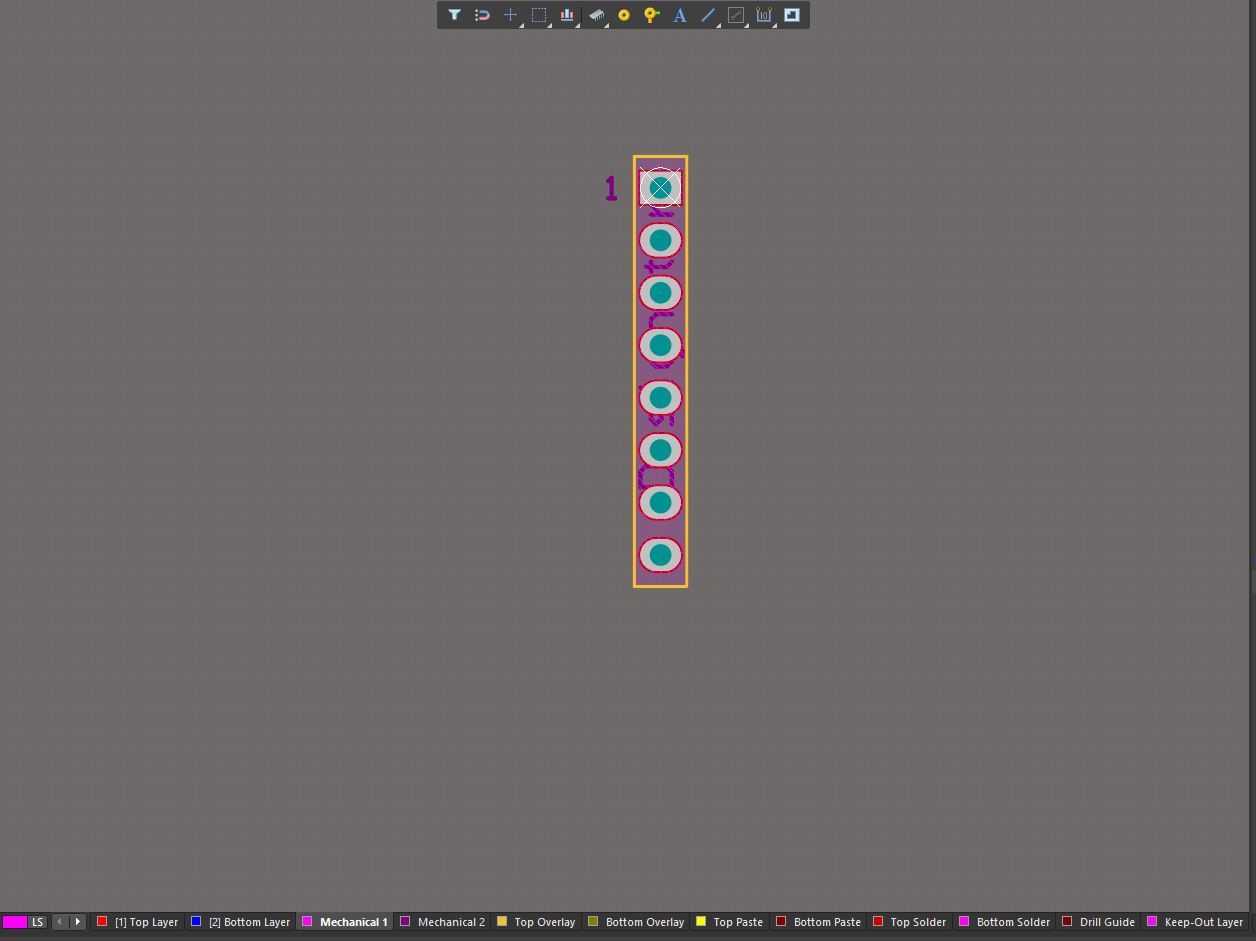 1
LS
[1] Top Layer
[2] Bottom Layer
Mechanical 1
Mechanical 2
Top Overlay
Bottom Overlay
Top Paste
Bottom Paste
Top Solder
Bottom Solder
Drill Guide
Keep-Out Layer